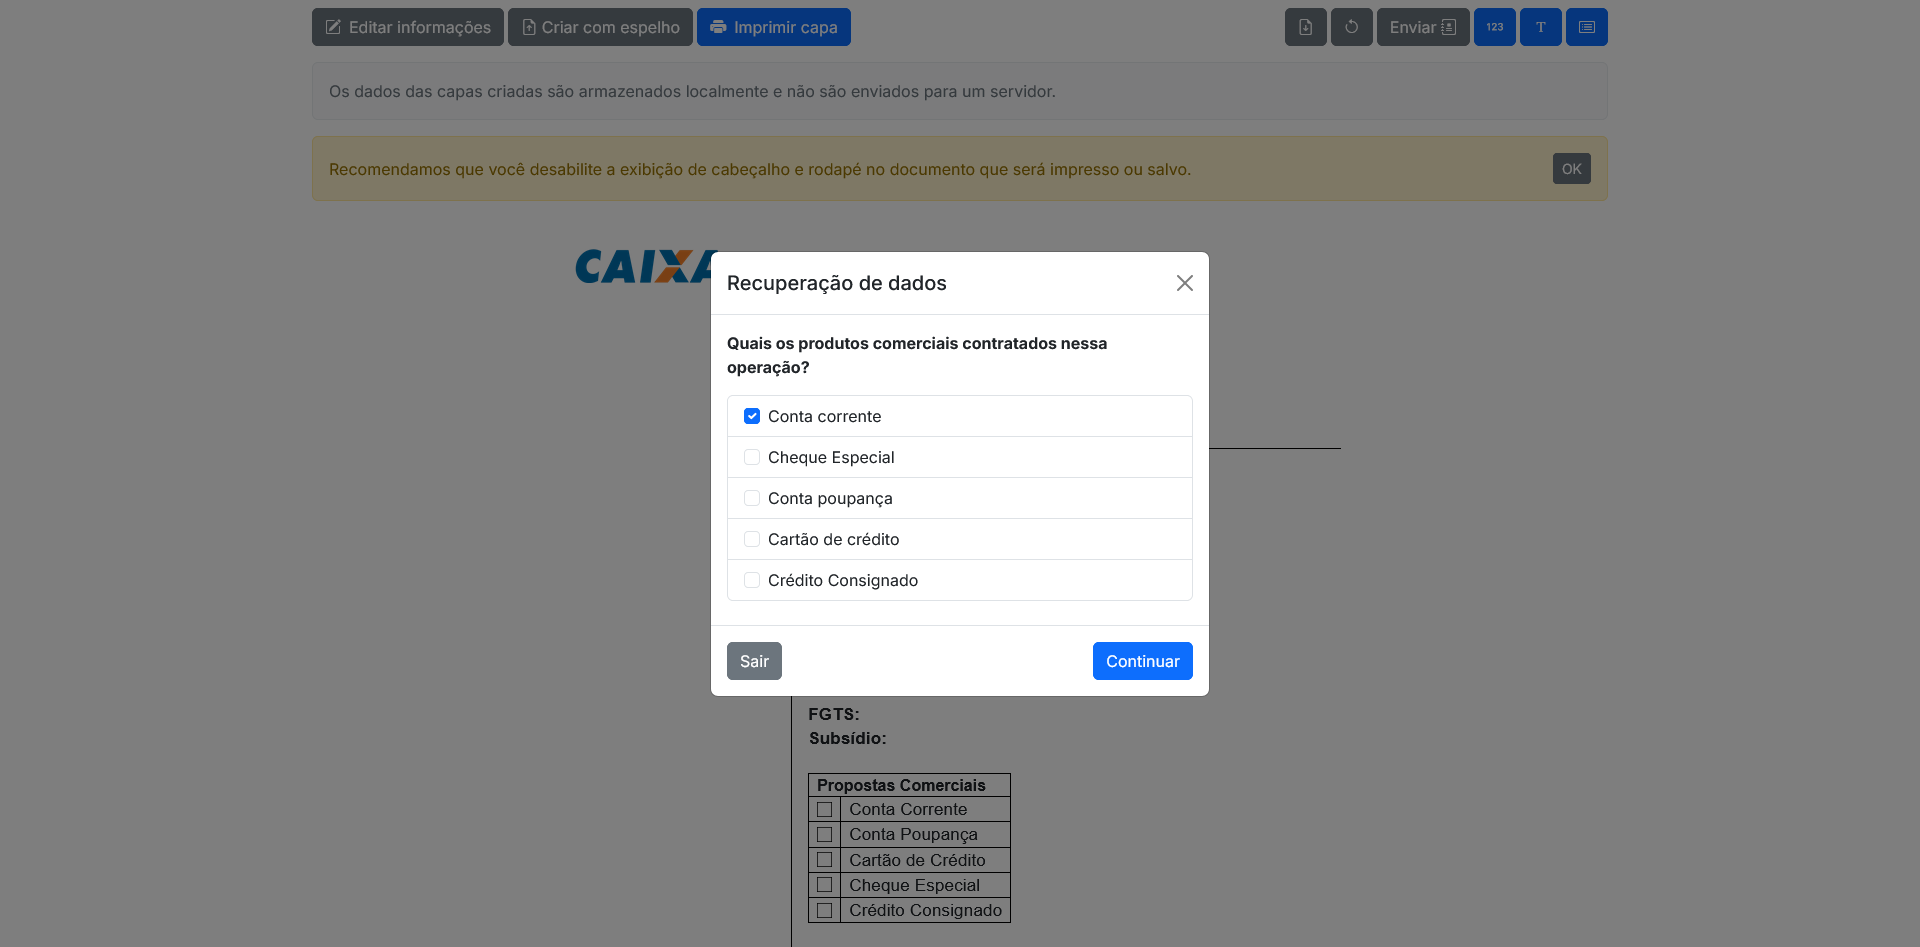 Editar informações
Criar com espelho
Imprimir capa
Enviar
123
T
Os dados das capas criadas são armazenados localmente e não são enviados para um servidor.
Recomendamos que você desabilite a exibição de cabeçalho e rodapé no documento que será impresso ou salvo.
OK
CAIXA
Recuperação de dados
Quais os produtos comerciais contratados nessa
operação?
Conta corrente
Cheque Especial
Conta poupança
Cartão de crédito
Crédito Consignado
Sair
Continuar
FGTS:
Subsídio:
Propostas Comerciais
Conta Corrente
Conta Poupança
Cartão de Crédito
Cheque Especial
Crédito Consignado